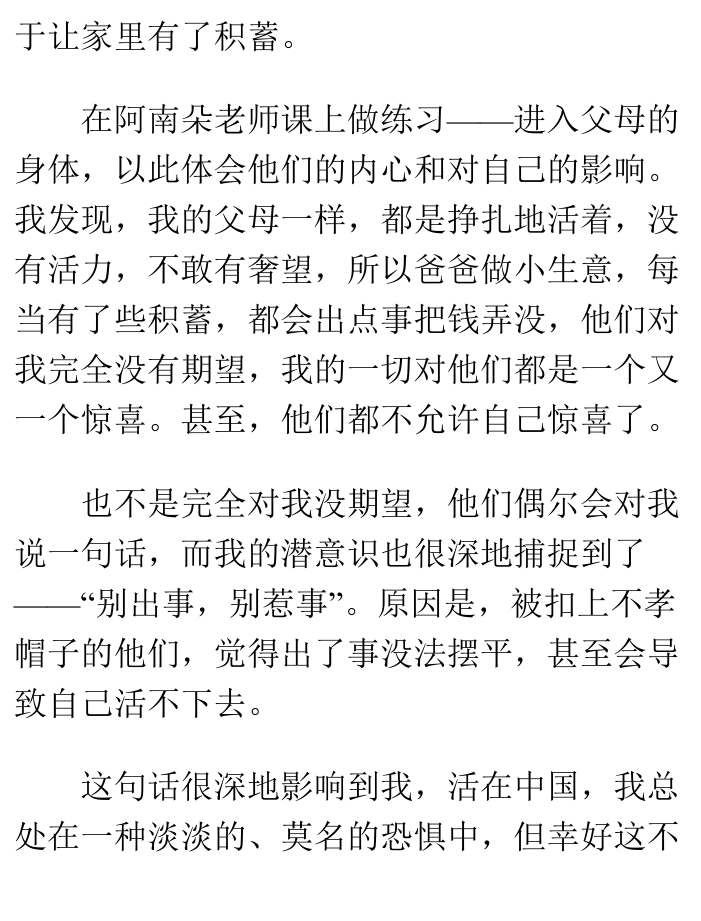 于让家里有了积蓄。
在阿南朵老师课上做练习——进入父母的
身体，以此体会他们的内心和对自己的影响。
我发现，我的父母一样，都是挣扎地活着，没
有活力，不敢有奢望，所以爸爸做小生意，每
当有了些积蓄，都会出点事把钱弄没，他们对
我完全没有期望，我的一切对他们都是一个又
一个惊喜。甚至，他们都不允许自己惊喜了。
也不是完全对我没期望，他们偶尔会对我
说一句话，而我的潜意识也很深地捕捉到了
——“别出事，别惹事”。原因是，被扣上不孝
帽子的他们，觉得出了事没法摆平，甚至会导
致自己活不下去。
这句话很深地影响到我，活在中国，我总
处在一种淡淡的、莫名的恐惧中，但幸好这不